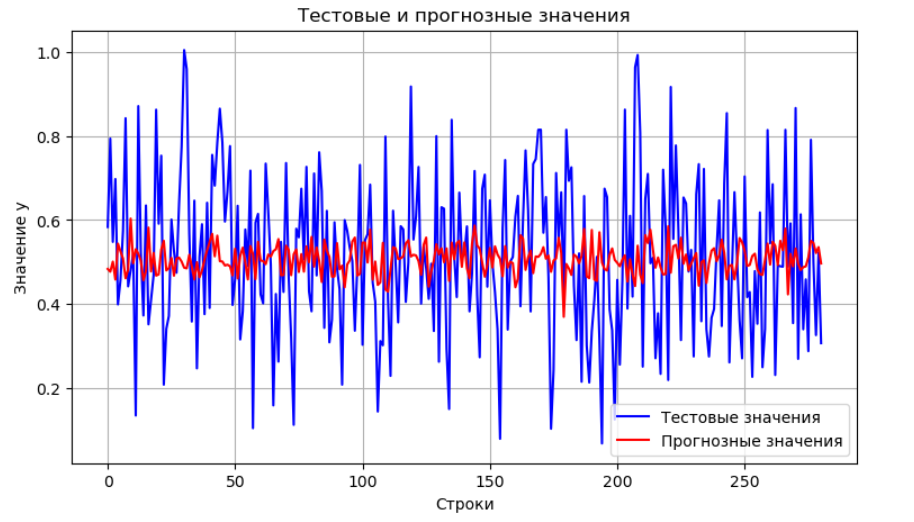 Тестовые и прогнозные значения
значение y
1.0
0.8
0.6
0.4
0.2
0 50 100 150 200 250
Строки
Тестовые значения
Прогнозные значения